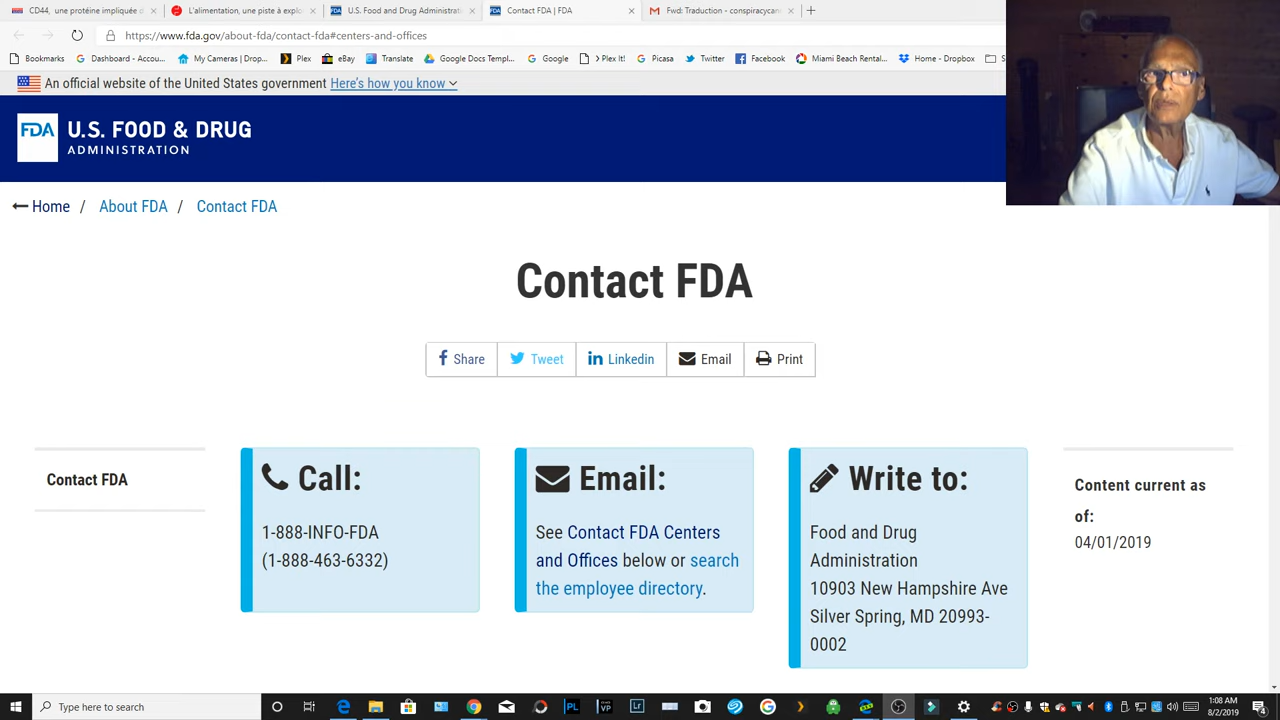 CD44, une protéine impliquée d
L'alimentation, une piste à explo
U.S. Food and Drug Administrat
Contact FDA | FDA
Fwd: Traduction - conspiracycan
https://www.fda.gov/about-fda/contact-fda#centers-and-offices
Bookmarks
Dashboard - Accou...
My Cameras | Drop...
Plex
eBay
Translate
Google Docs Templ...
Google
> Plex It!
Picasa
Twitter
Facebook
Miami Beach Rental...
Home - Dropbox
S
An official website of the United States government Here's how you know
FDA
U.S. FOOD & DRUG
ADMINISTRATION
Home / About FDA / Contact FDA
Contact FDA
Share
Tweet
Linkedin
Email
Print
Contact FDA
Call:
1-888-INFO-FDA
(1-888-463-6332)
Email:
See Contact FDA Centers
and Offices below or search
the employee directory.
Write to:
Food and Drug
Administration
10903 New Hampshire Ave
Silver Spring, MD 20993-
0002
Content current as
of:
04/01/2019
Type here to search
1:08 AM
8/2/2019